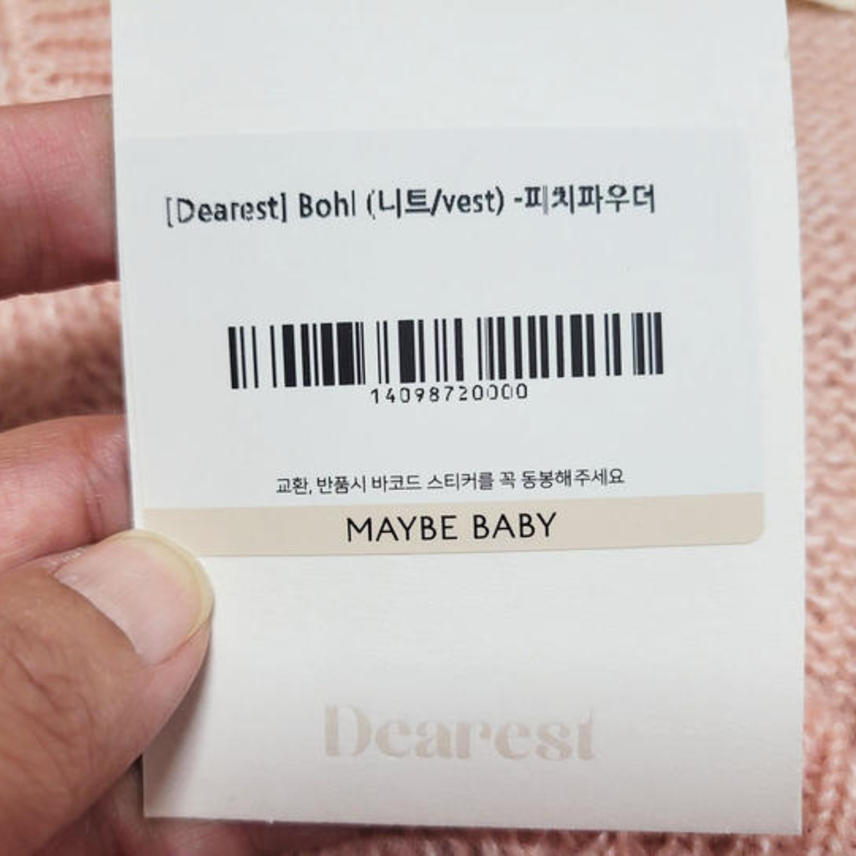 [Dearest] Bohl (니트/vest) -피치파우더
14098720000
교환, 반품시 바코드 스티커를 꼭 동봉해주세요
MAYBE BABY
Dearest